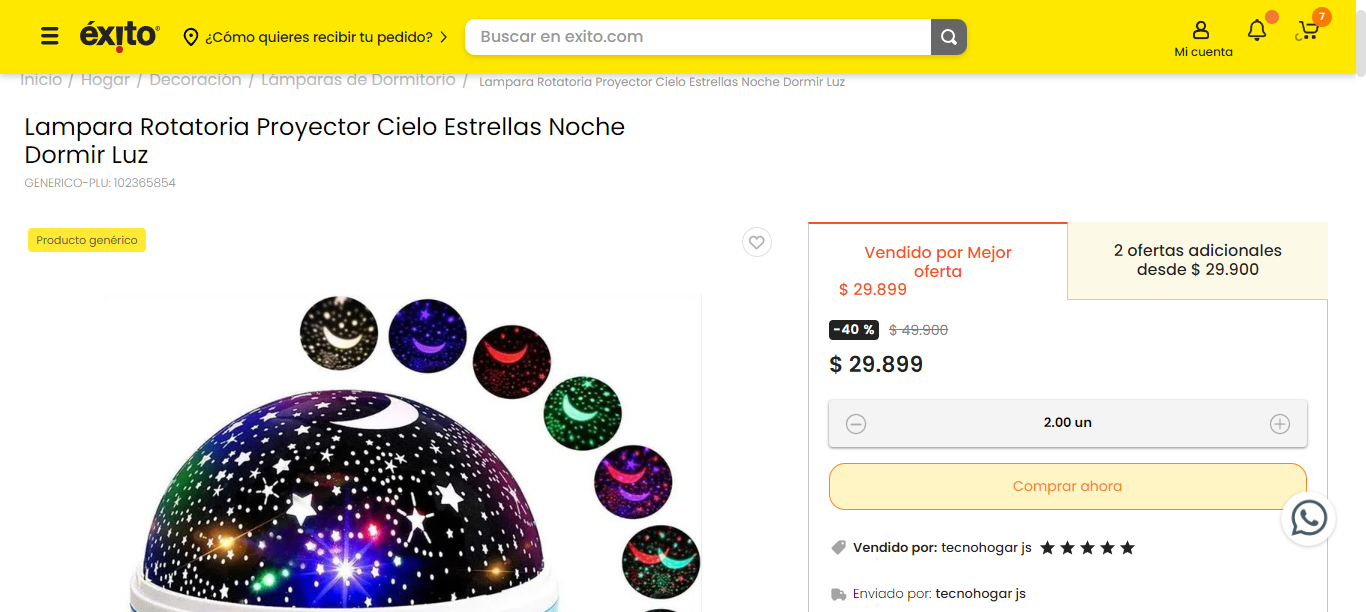 éxito
¿Cómo quieres recibir tu pedido?
Buscar en exito.com
Mi cuenta
7
Inicio / Hogar / Decoración / Lámparas de Dormitorio / Lampara Rotatoria Proyector Cielo Estrellas Noche Dormir Luz
Lampara Rotatoria Proyector Cielo Estrellas Noche
Dormir Luz
GENERICO-PLU: 102365854
Producto genérico
Vendido por Mejor
oferta
$ 29.899
2 ofertas adicionales
desde $ 29.900
-40 % $ 49.900
$ 29.899
2.00 un
Comprar ahora
Vendido por: tecnohogar js
Enviado por: tecnohogar js